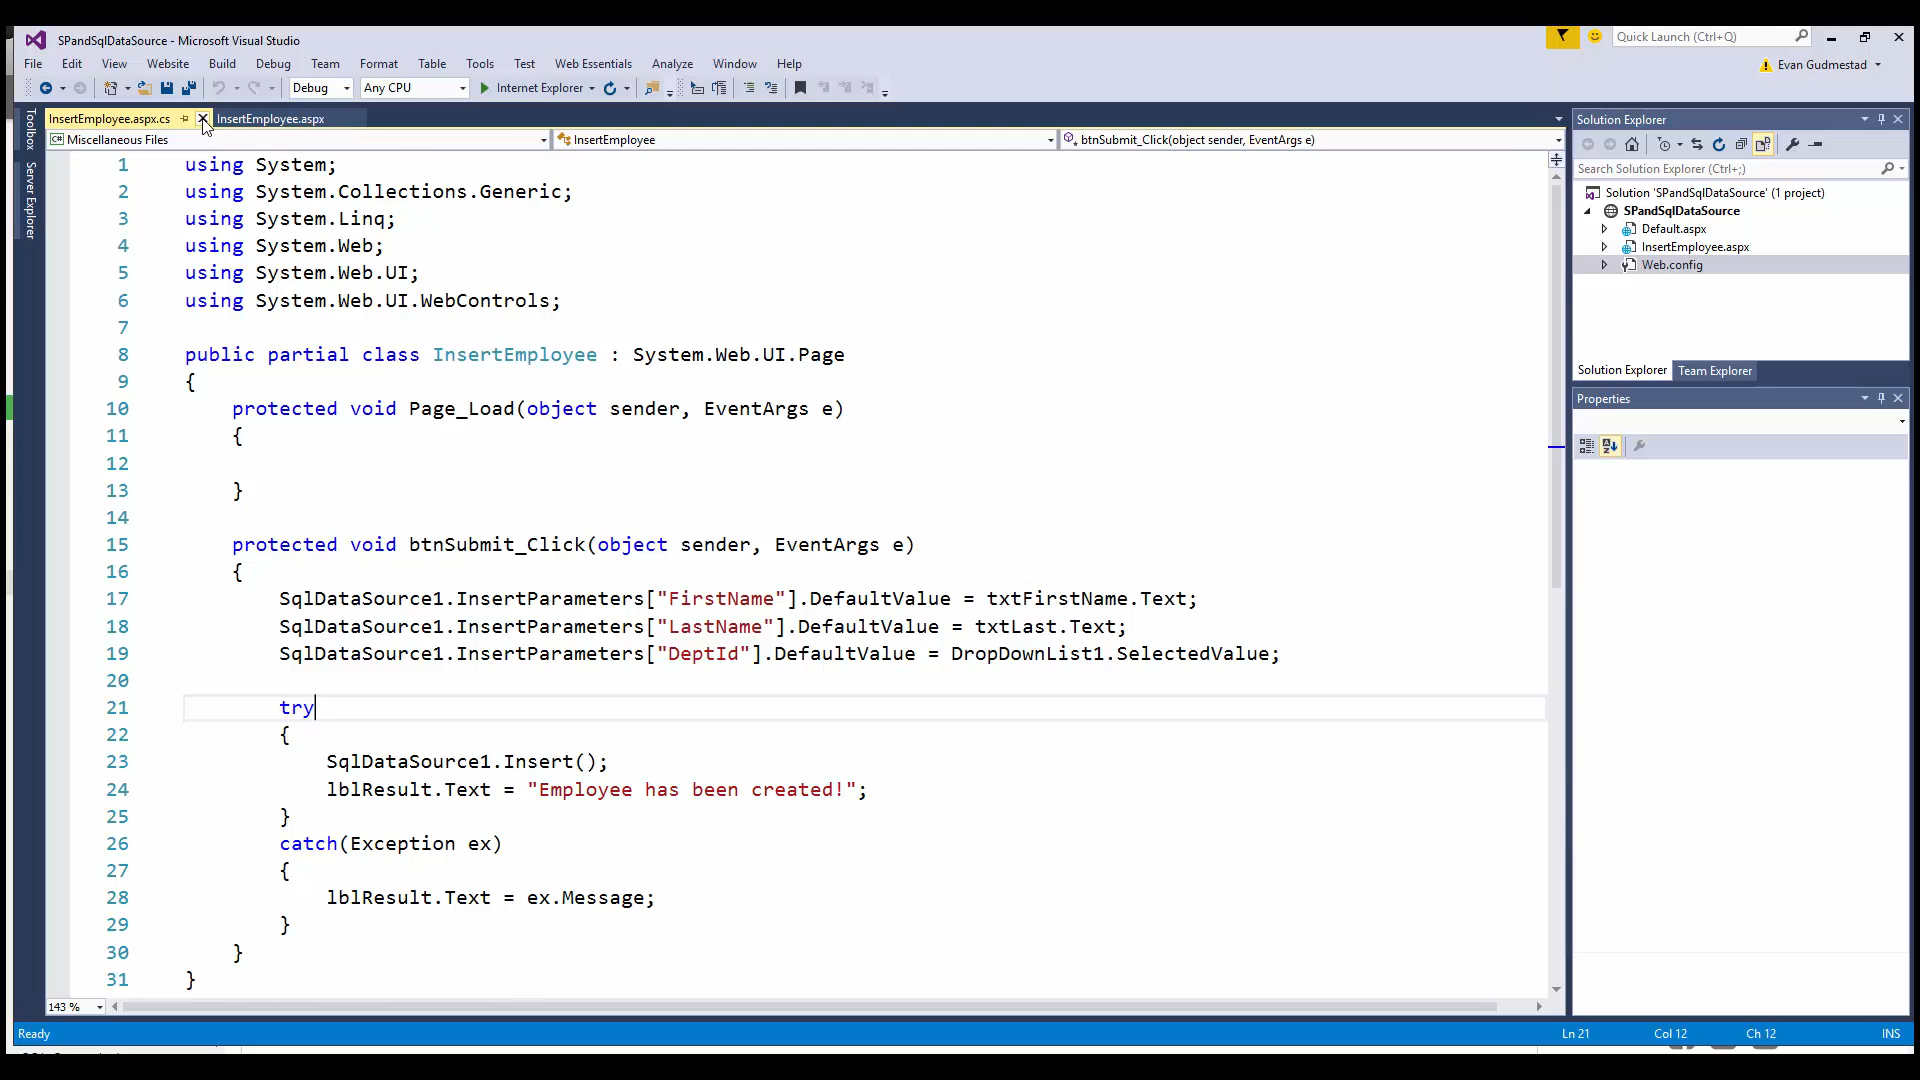 SPandSqlDataSource - Microsoft Visual Studio
Quick Launch (Ctrl+Q)
File Edit View Website Build Debug Team Format Table Tools Test Web Essentials Analyze Window Help
Evan Gudmestad
Debug Any CPU Internet Explorer
InsertEmployee.aspx.cs InsertEmployee.aspx
Miscellaneous Files InsertEmployee btnSubmit_Click(object sender, EventArgs e)
Toolbox
Server Explorer
1 using System;
2 using System.Collections.Generic;
3 using System.Linq;
4 using System.Web;
5 using System.Web.UI;
6 using System.Web.UI.WebControls;
7
8 public partial class InsertEmployee : System.Web.UI.Page
9 {
10 protected void Page_Load(object sender, EventArgs e)
11 {
12
13 }
14
15 protected void btnSubmit_Click(object sender, EventArgs e)
16 {
17 SqlDataSource1.InsertParameters["FirstName"].DefaultValue = txtFirstName.Text;
18 SqlDataSource1.InsertParameters["LastName"].DefaultValue = txtLast.Text;
19 SqlDataSource1.InsertParameters["DeptId"].DefaultValue = DropDownList1.SelectedValue;
20
21 try
22 {
23 SqlDataSource1.Insert();
24 lblResult.Text = "Employee has been created!";
25 }
26 catch(Exception ex)
27 {
28 lblResult.Text = ex.Message;
29 }
30 }
31 }
143 %
Solution Explorer
Search Solution Explorer (Ctrl+;)
Solution 'SPandSqlDataSource' (1 project)
SPandSqlDataSource
Default.aspx
InsertEmployee.aspx
Web.config
Solution Explorer Team Explorer
Properties
Ready Ln 21 Col 12 Ch 12 INS